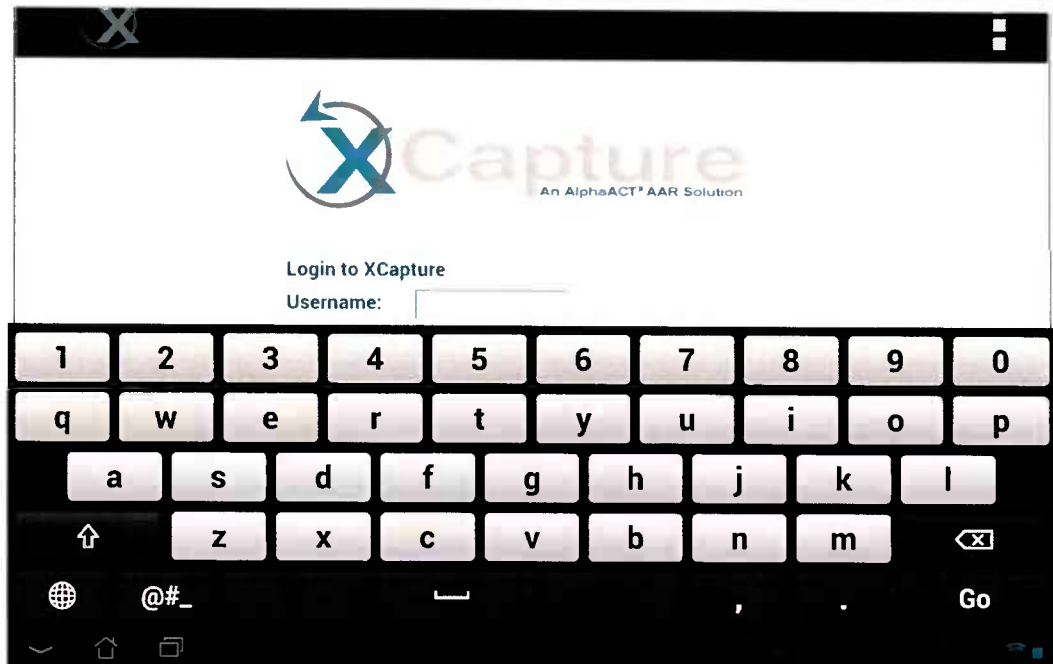 X
XCapture
An AlphaACT® AAR Solution
Login to XCapture
Username:
1 2 3 4 5 6 7 8 9 0
q w e r t y u i o p
a s d f g h j k l
z x c v b n m
@#_ , . Go